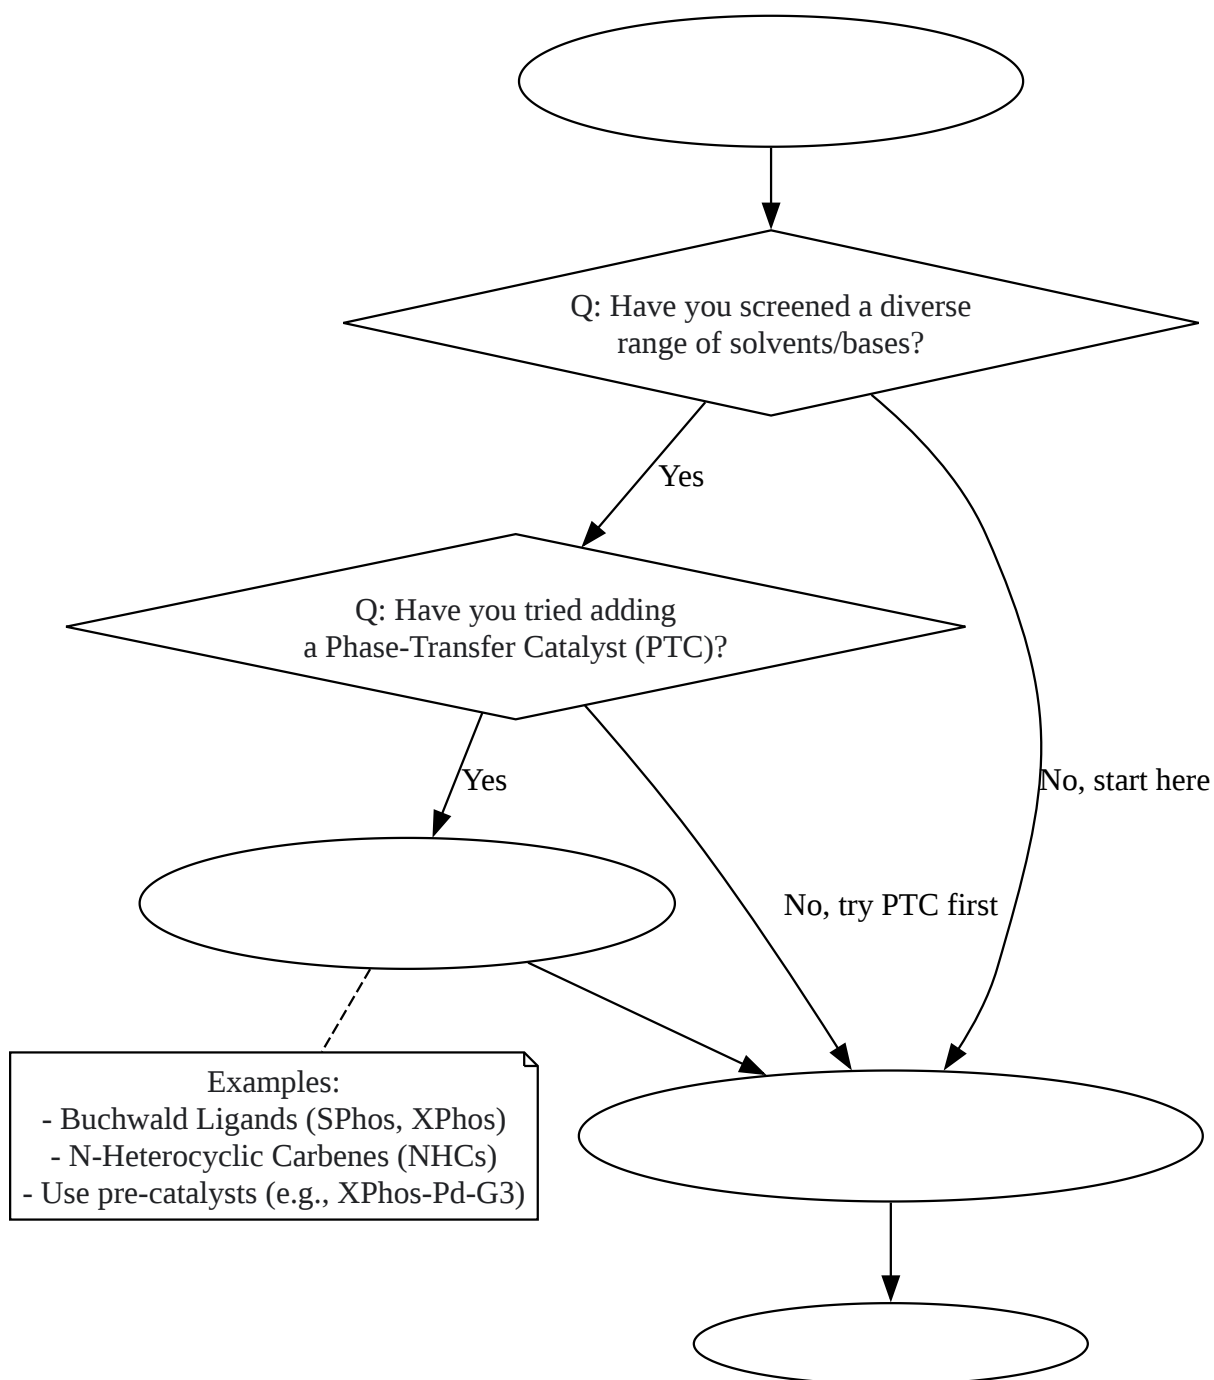 Q: Have you screened a diverse
range of solvents/bases?
Yes
Q: Have you tried adding
a Phase-Transfer Catalyst (PTC)?
Yes
No, start here
No, try PTC first
Examples:
- Buchwald Ligands (SPhos, XPhos)
- N-Heterocyclic Carbenes (NHCs)
- Use pre-catalysts (e.g., XPhos-Pd-G3)